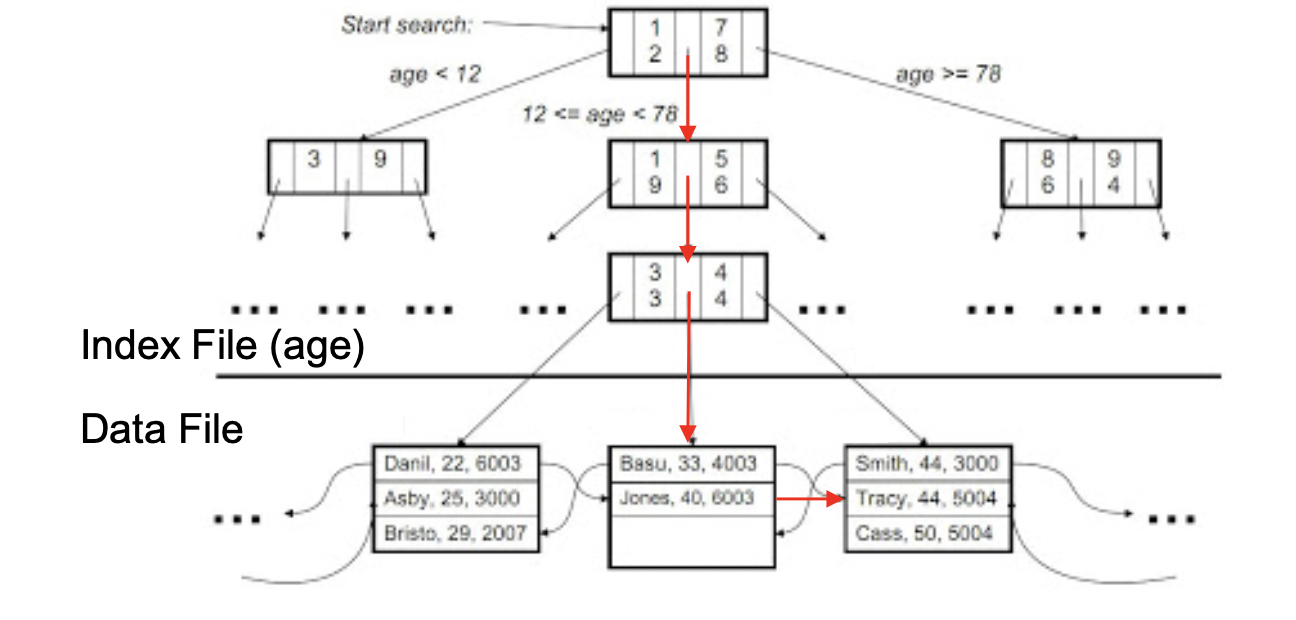 Start search:
1 7
2 8
age < 12
age >= 78
12 <= age < 78
3 9
1 5
9 6
8 9
6 4
3 4
3 4
Index File (age)
Data File
Danil, 22, 6003
Asby, 25, 3000
Bristo, 29, 2007
Basu, 33, 4003
Jones, 40, 6003
Smith, 44, 3000
Tracy, 44, 5004
Cass, 50, 5004